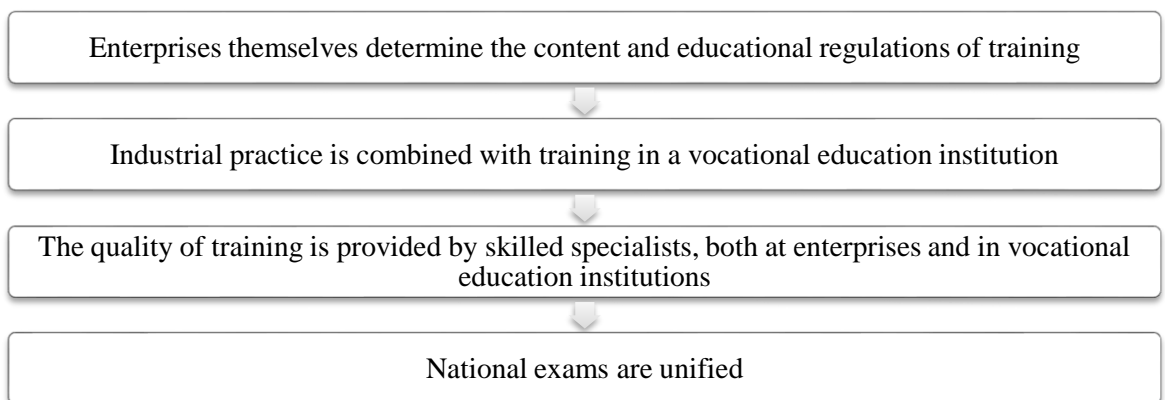 Enterprises themselves determine the content and educational regulations of training
Industrial practice is combined with training in a vocational education institution
The quality of training is provided by skilled specialists, both at enterprises and in vocational
education institutions
National exams are unified